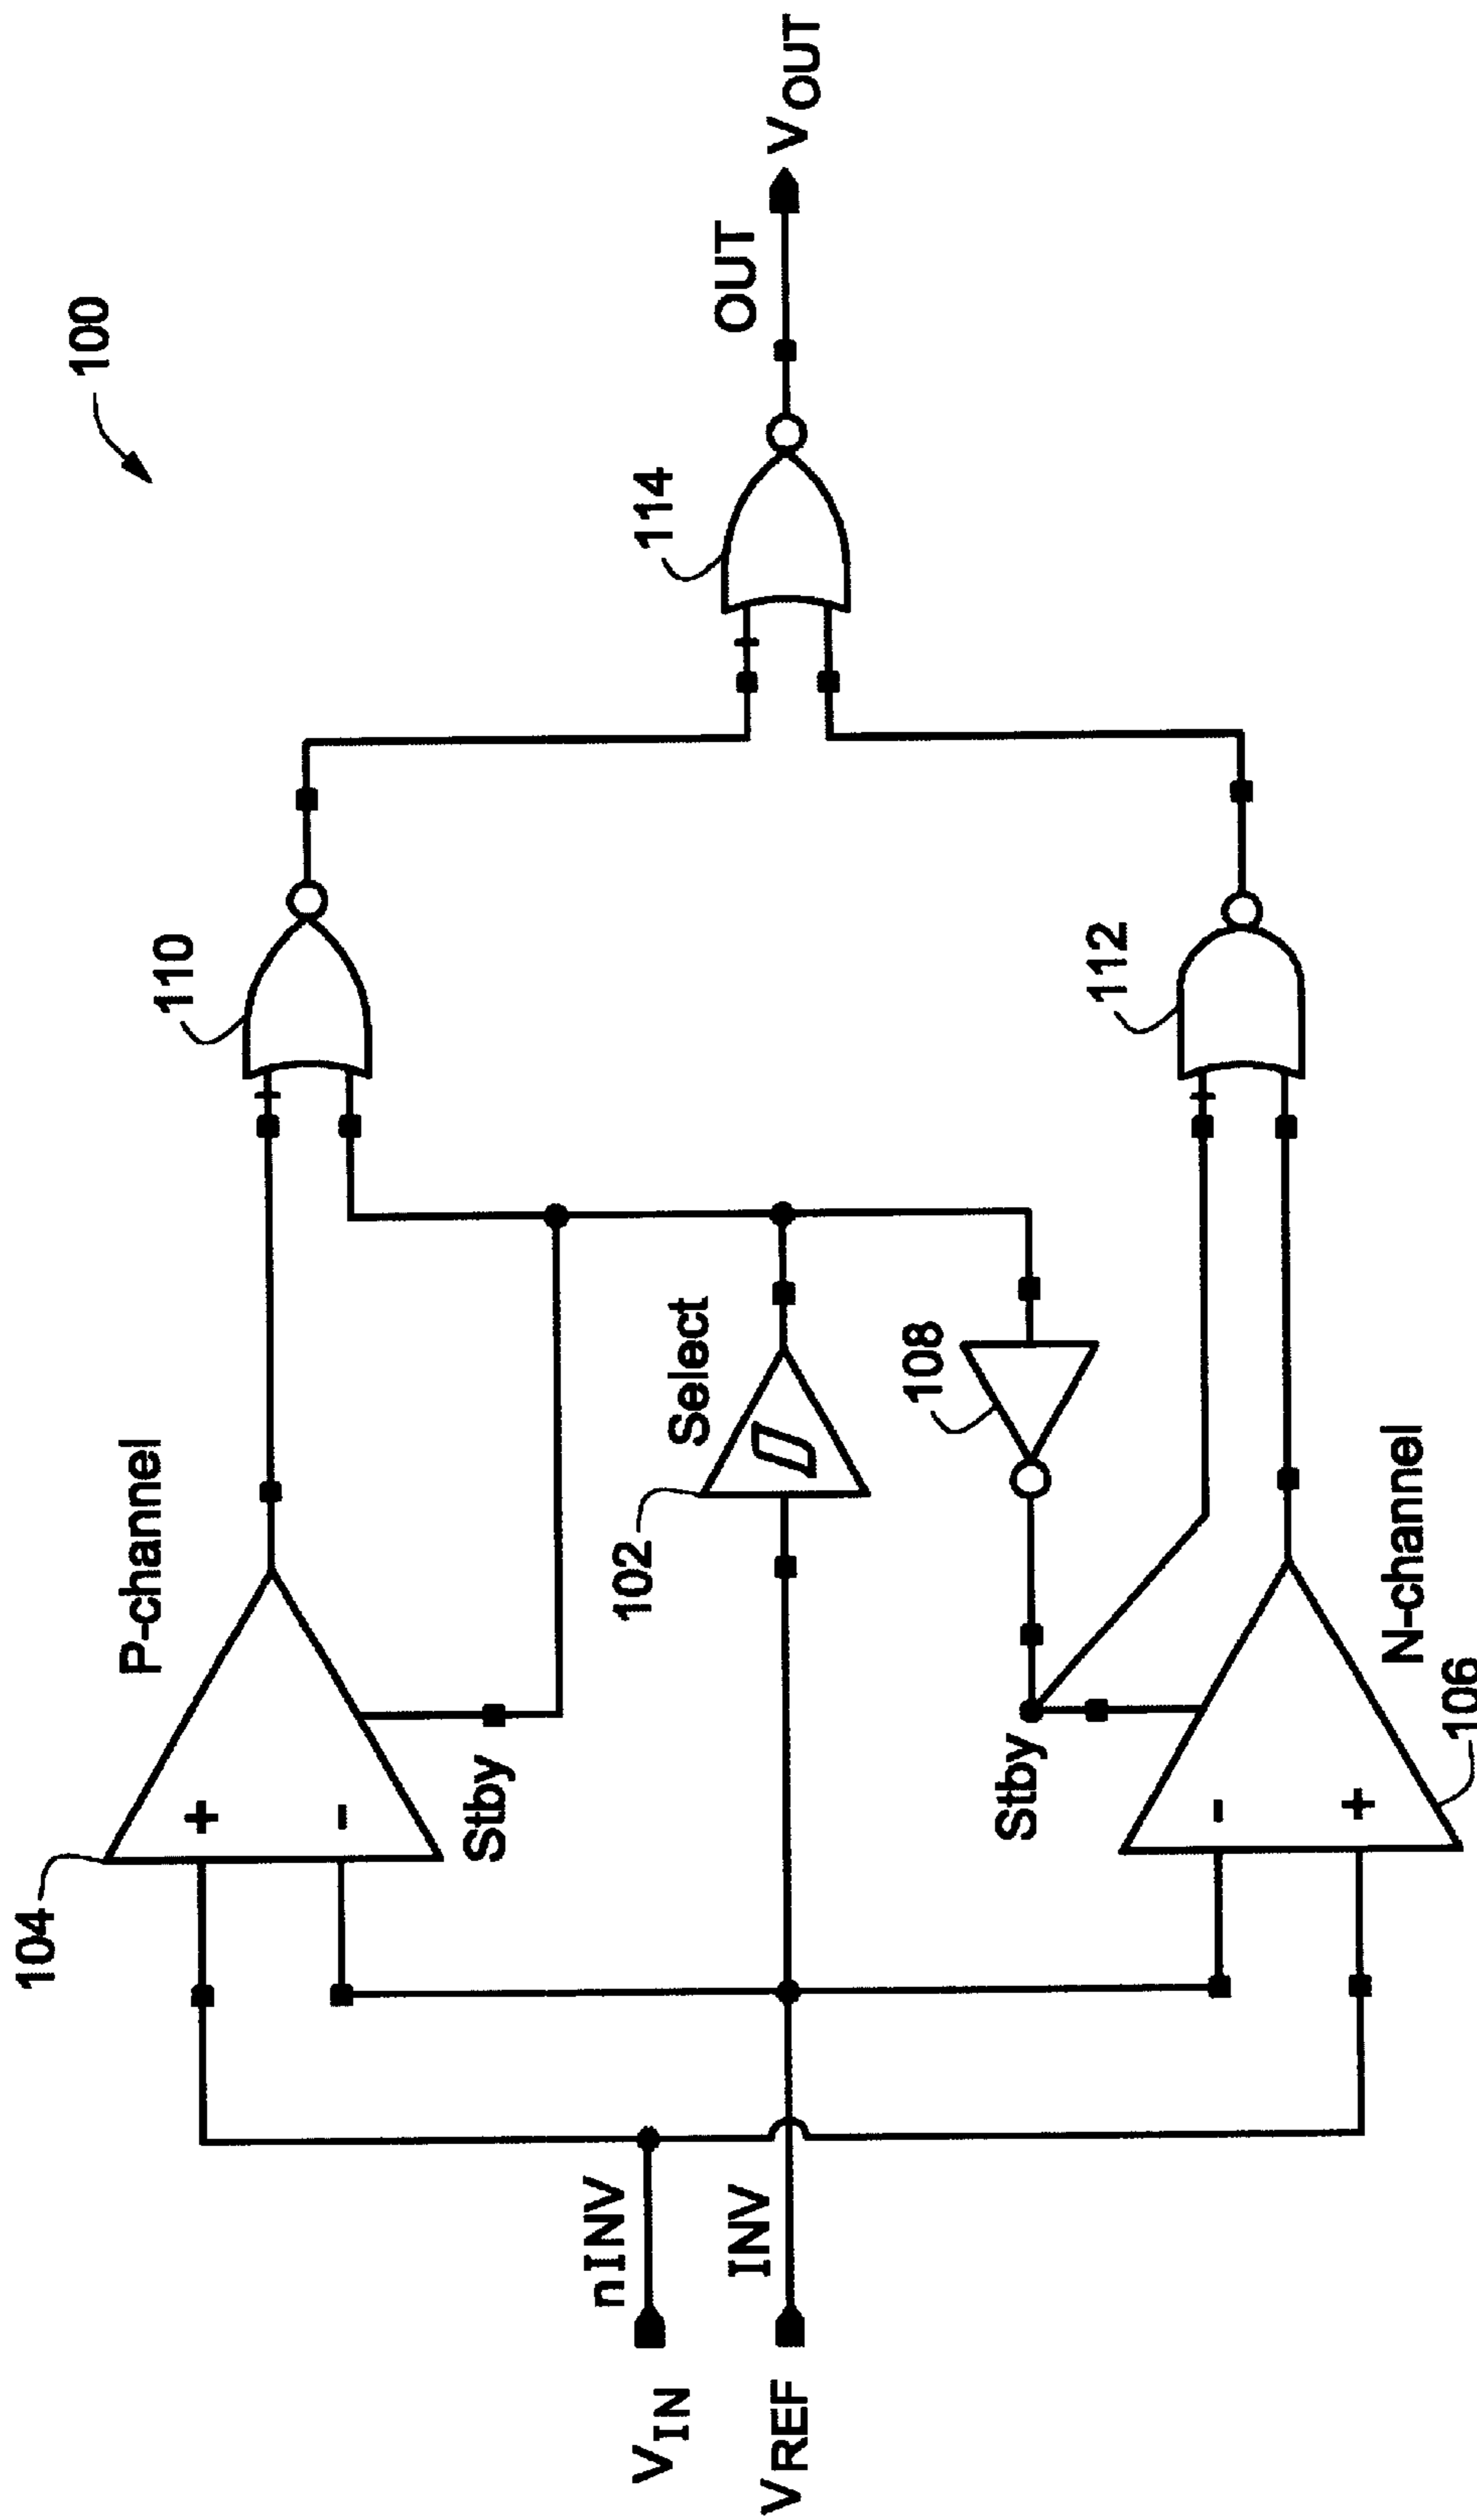 100
104
P-channel
+
-
Stby
110
VIN
nINV
VREF
INV
102
Select
114
OUT
VOUT
108
Stby
-
+
N-channel
106
112